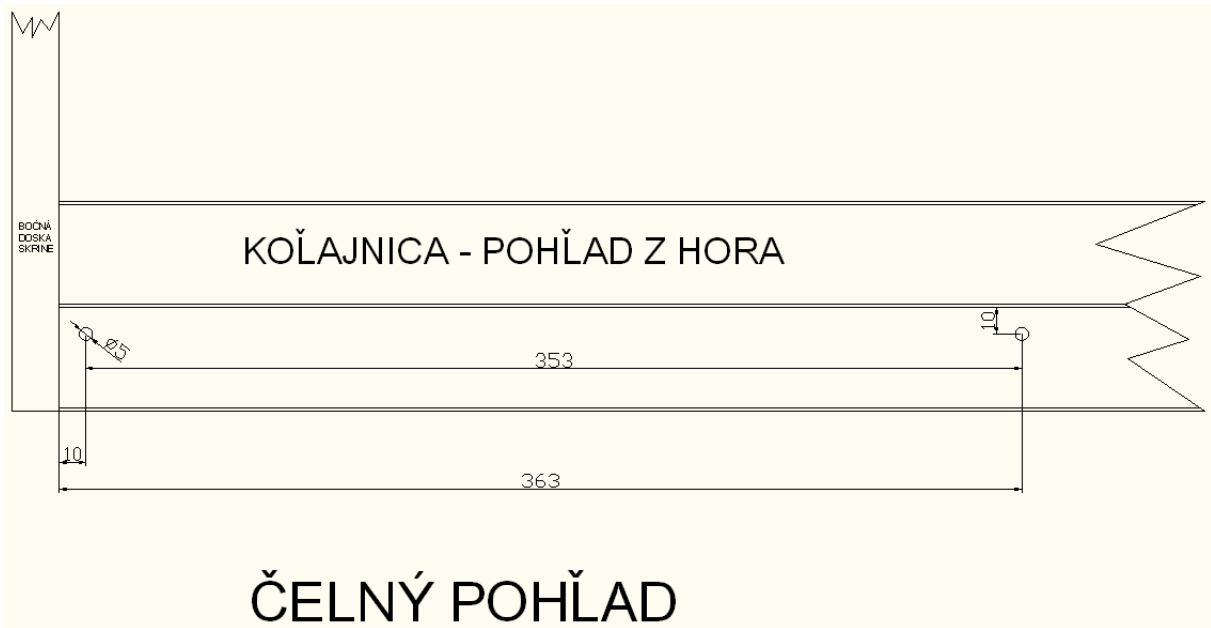 BOČNÁ
DOSKA
SKRINE
KOĽAJNICA - POHĽAD Z HORA
10
ø5
353
10
363
ČELNÝ POHĽAD